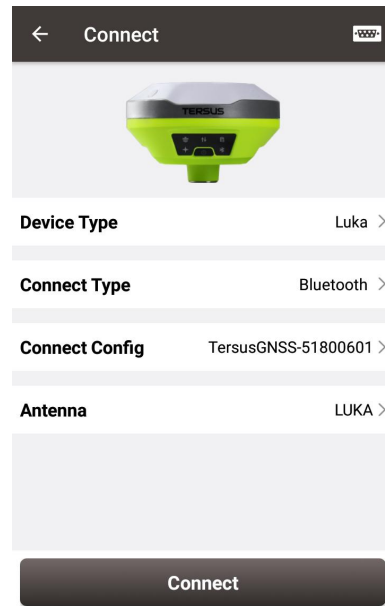 Connect
TERSUS
Device Type Luka
Connect Type Bluetooth
Connect Config TersusGNSS-51800601
Antenna LUKA
Connect